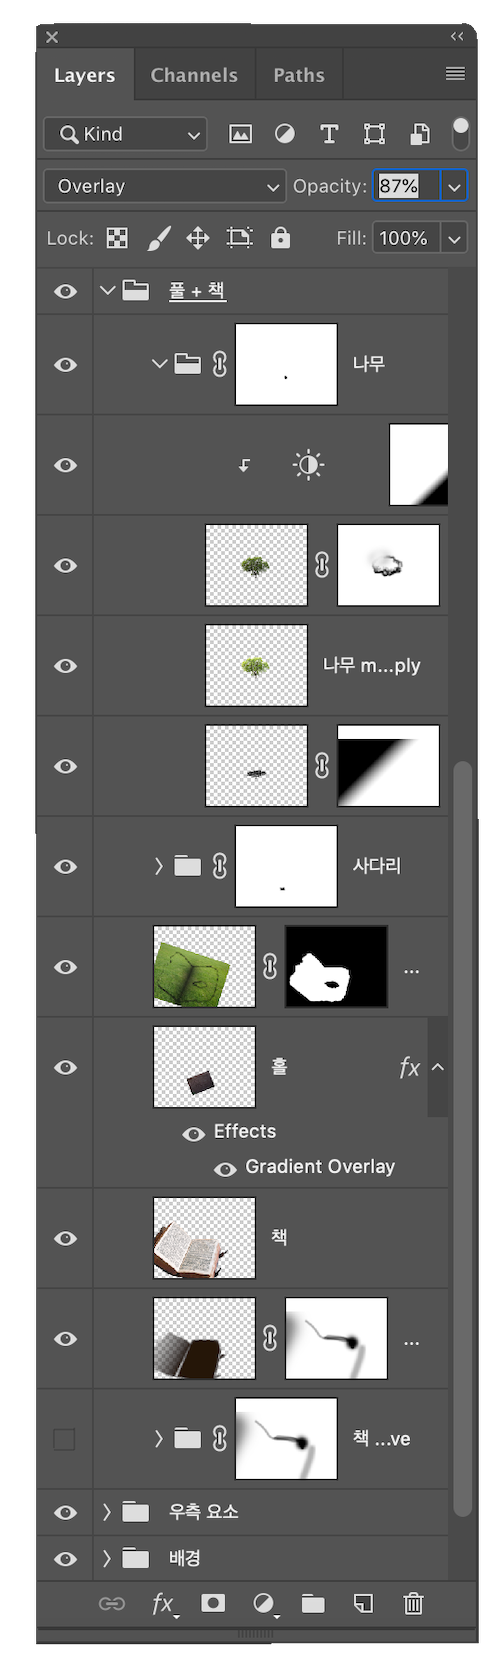 Layers Channels Paths
Kind
Overlay Opacity: 87%
Lock: Fill: 100%
풀 + 책
나무
나무 m...ply
사다리
...
홀 fx
Effects
Gradient Overlay
책
...
책 ...ve
우측 요소
배경
fx